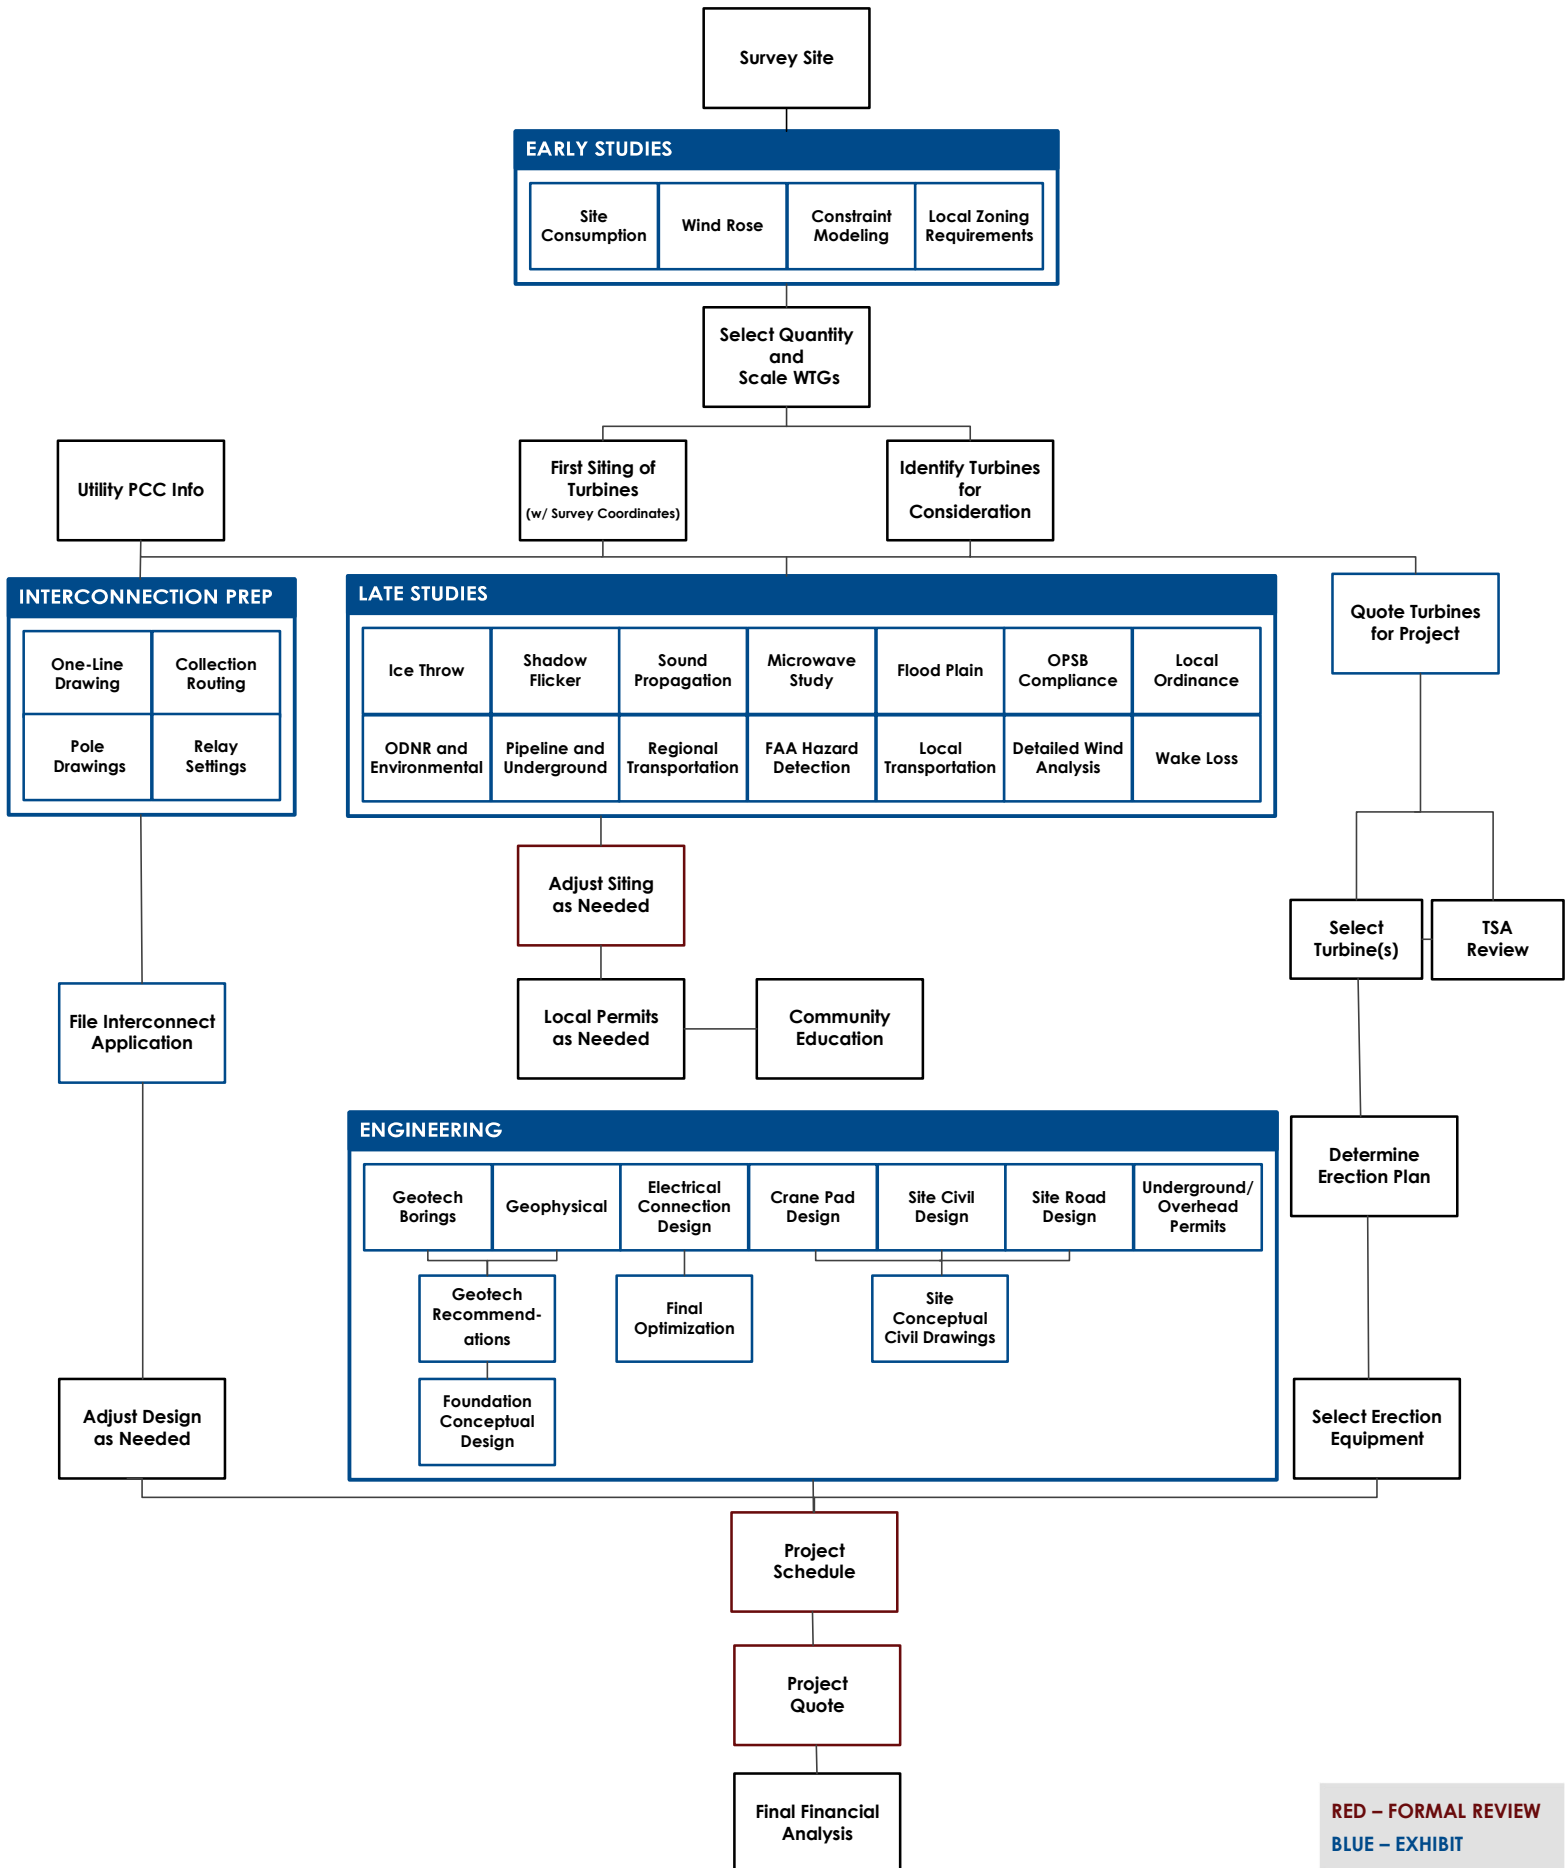 Survey Site
EARLY STUDIES
Site
Consumption
Wind Rose
Constraint
Modeling
Local Zoning
Requirements
Select Quantity
and
Scale WTGs
Utility PCC Info
First Siting of
Turbines
(w/ Survey Coordinates)
Identify Turbines
for
Consideration
INTERCONNECTION PREP
One-Line
Drawing
Collection
Routing
Pole
Drawings
Relay
Settings
LATE STUDIES
Ice Throw
Shadow
Flicker
Sound
Propagation
Microwave
Study
Flood Plain
OPSB
Compliance
Local
Ordinance
ODNR and
Environmental
Pipeline and
Underground
Regional
Transportation
FAA Hazard
Detection
Local
Transportation
Detailed Wind
Analysis
Wake Loss
Quote Turbines
for Project
Adjust Siting
as Needed
Select
Turbine(s)
TSA
Review
File Interconnect
Application
Local Permits
as Needed
Community
Education
ENGINEERING
Geotech
Borings
Geophysical
Electrical
Connection
Design
Crane Pad
Design
Site Civil
Design
Site Road
Design
Underground/
Overhead
Permits
Geotech
Recommend-
ations
Final
Optimization
Site
Conceptual
Civil Drawings
Foundation
Conceptual
Design
Determine
Erection Plan
Adjust Design
as Needed
Select Erection
Equipment
Project
Schedule
Project
Quote
Final Financial
Analysis
RED – FORMAL REVIEW
BLUE – EXHIBIT